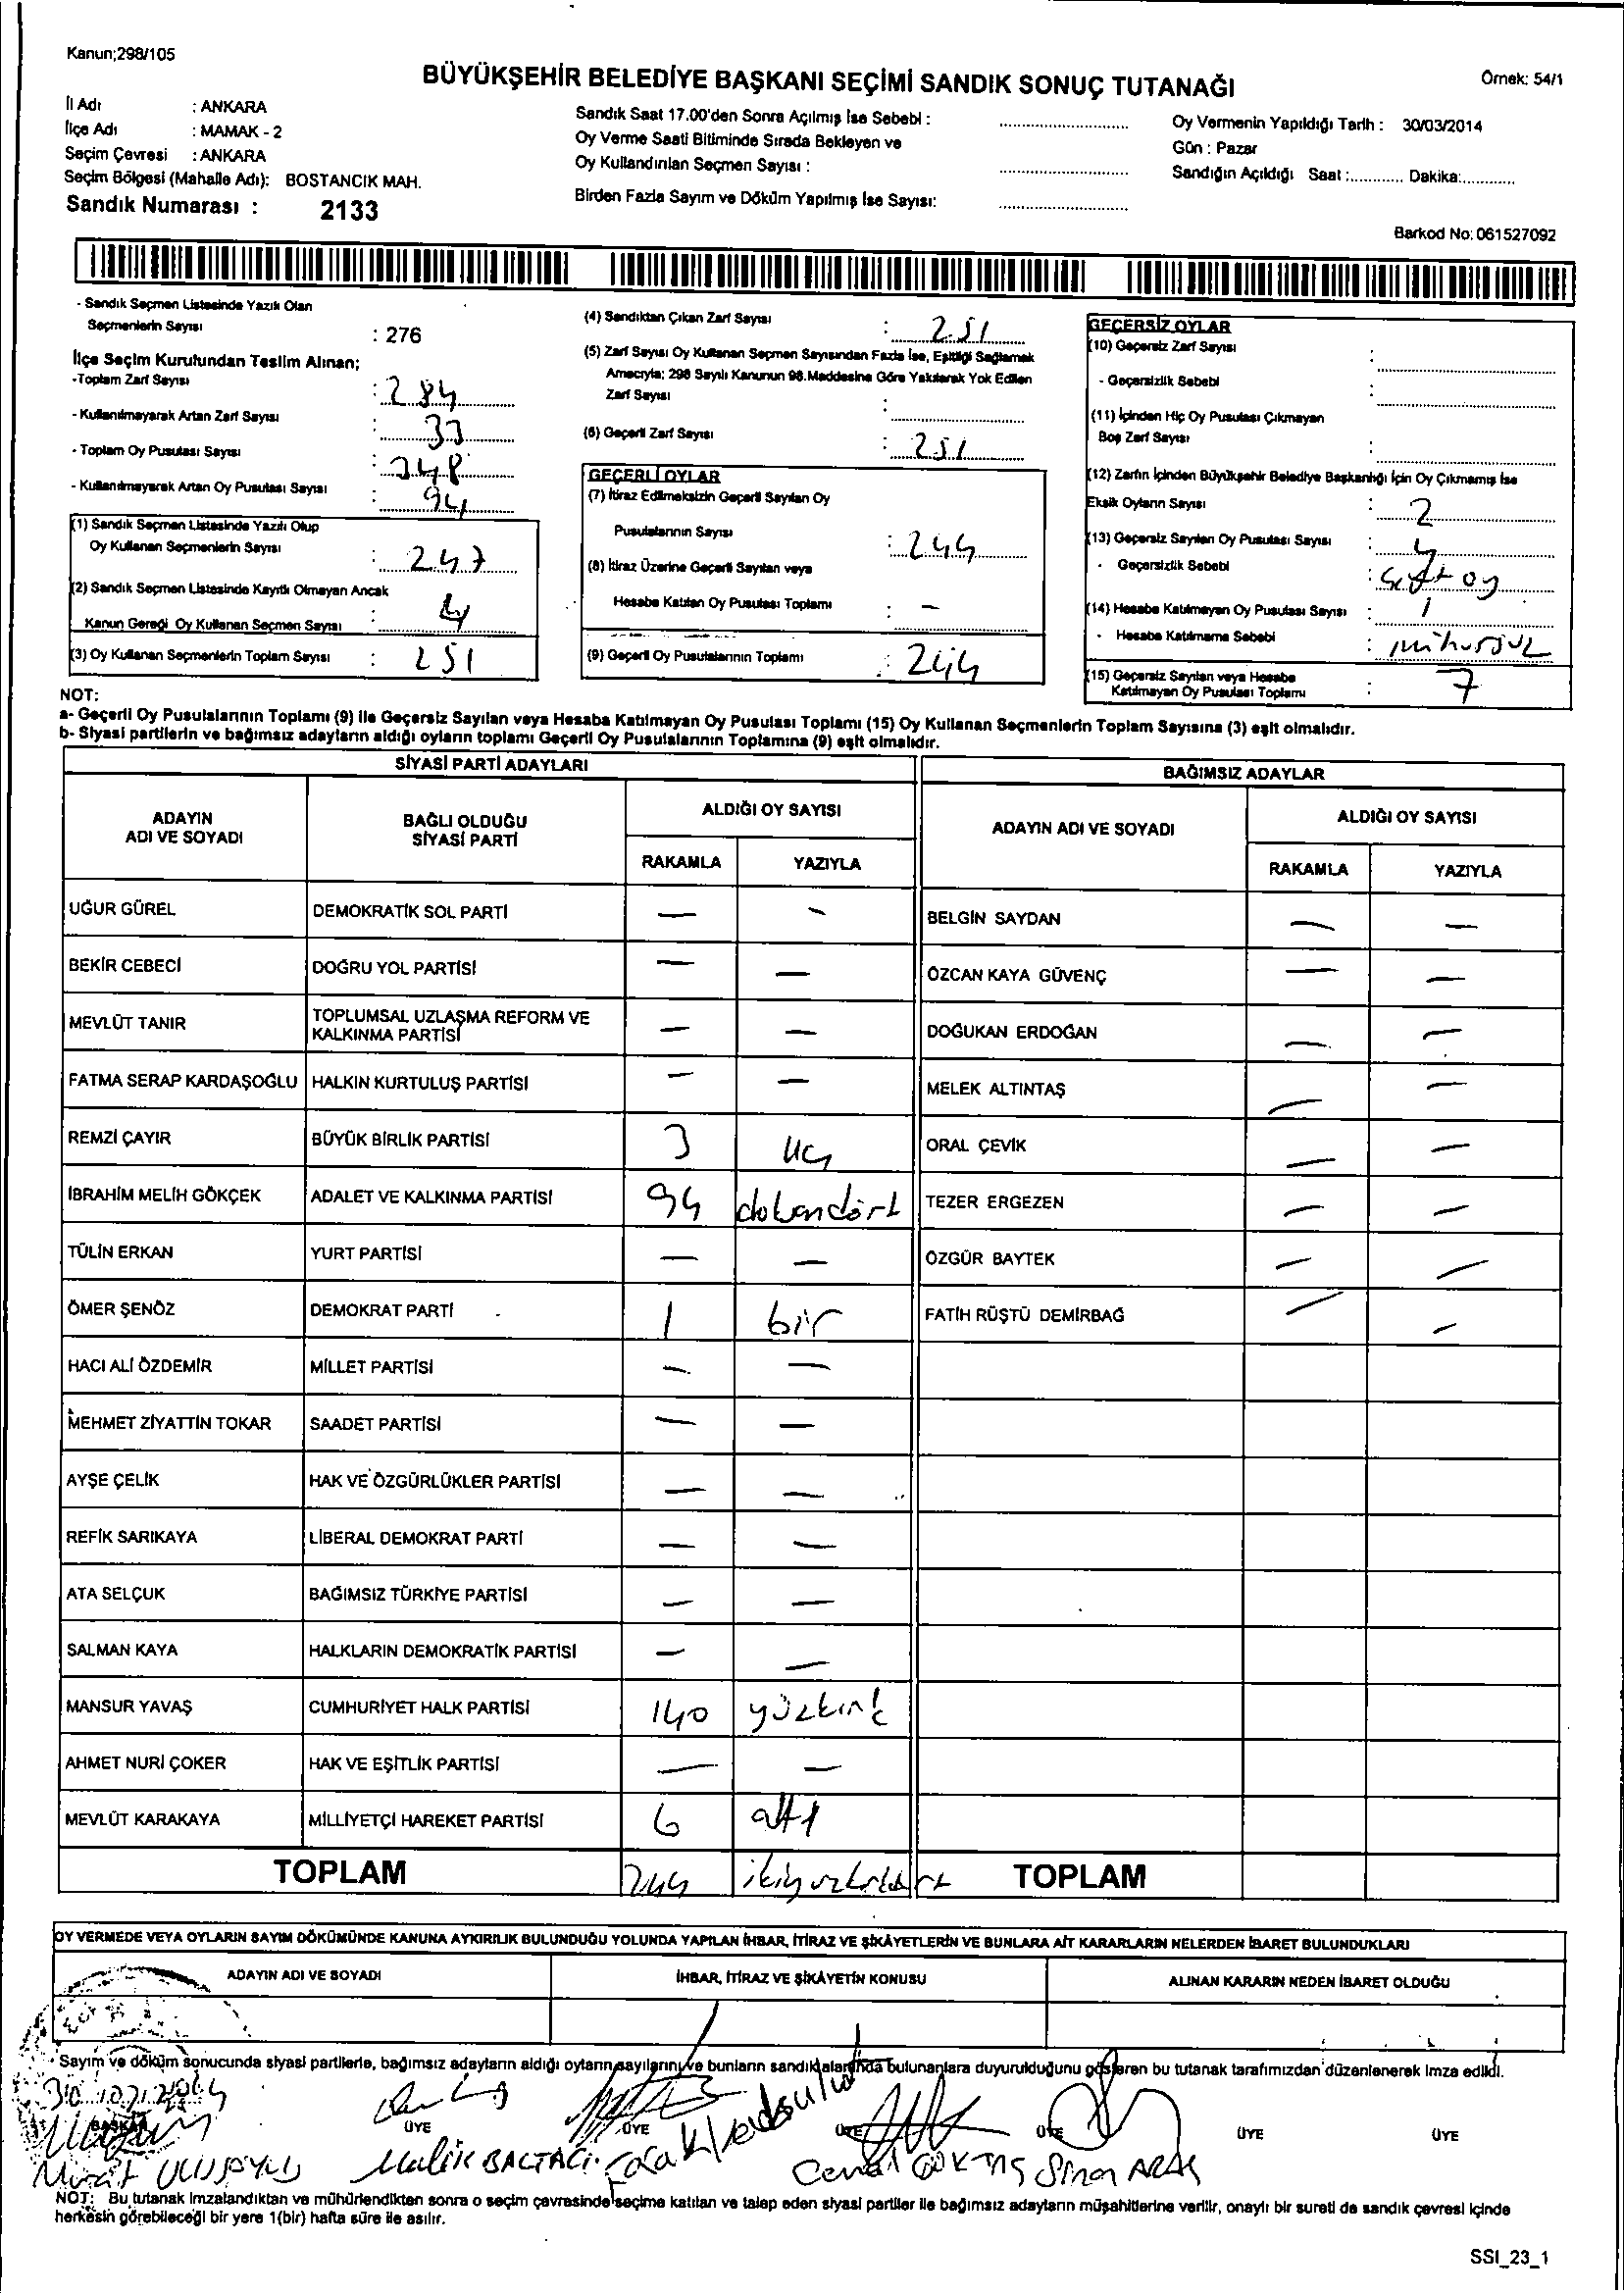 Kanun;298/105
BÜYÜKŞEHİR BELEDİYE BAŞKANI SEÇİMİ SANDIK SONUÇ TUTANAĞI
Örnek: 54/1
İl Adı : ANKARA
İlçe Adı : MAMAK - 2
Seçim Çevresi : ANKARA
Seçim Bölgesi (Mahalle Adı): BOSTANCIK MAH.
Sandık Numarası : 2133
Sandık Saat 17.00'den Sonra Açılmış İse Sebebi :
Oy Verme Saati Bitiminde Sırada Bekleyen ve
Oy Kullandırılan Seçmen Sayısı :
Birden Fazla Sayım ve Döküm Yapılmış İse Sayısı:
Oy Vermenin Yapıldığı Tarih : 30/03/2014
Gün : Pazar
Sandığın Açıldığı Saat :............ Dakika:............
Barkod No: 061527092
- Sandık Seçmen Listesinde Yazılı Olan
Seçmenlerin Sayısı : 276
İlçe Seçim Kurulundan Teslim Alınan;
-Toplam Zarf Sayısı : 284
- Kullanılmayarak Artan Zarf Sayısı : 33
- Toplam Oy Pusulası Sayısı : 348
- Kullanılmayarak Artan Oy Pusulası Sayısı : 94
(1) Sandık Seçmen Listesinde Yazılı Olup
Oy Kullanan Seçmenlerin Sayısı : 247
(2) Sandık Seçmen Listesinde Kayıtlı Olmayan Ancak
Kanun Gereği Oy Kullanan Seçmen Sayısı : 4
(3) Oy Kullanan Seçmenlerin Toplam Sayısı : 251
(4) Sandıktan Çıkan Zarf Sayısı : 251
(5) Zarf Sayısı Oy Kullanan Seçmen Sayısından Fazla İse, Eşitliği Sağlamak
Amacıyla; 298 Sayılı Kanunun 98.Maddesine Göre Yakılarak Yok Edilen
Zarf Sayısı :
(6) Geçerli Zarf Sayısı : 251
GEÇERLİ OYLAR
(7) İtiraz Edilmeksizin Geçerli Sayılan Oy
Pusulalarının Sayısı : 244
(8) İtiraz Üzerine Geçerli Sayılan veya
Hesaba Katılan Oy Pusulası Toplamı : –
(9) Geçerli Oy Pusulalarının Toplamı : 244
GEÇERSİZ OYLAR
(10) Geçersiz Zarf Sayısı :
- Geçersizlik Sebebi :
(11) İçinden Hiç Oy Pusulası Çıkmayan
Boş Zarf Sayısı :
(12) Zarfın İçinden Büyükşehir Belediye Başkanlığı İçin Oy Çıkmamış İse
Eksik Oyların Sayısı : 2
(13) Geçersiz Sayılan Oy Pusulası Sayısı : 4
- Geçersizlik Sebebi : oy
(14) Hesaba Katılmayan Oy Pusulası Sayısı : 1
- Hesaba Katılmama Sebebi : mühürsüz
(15) Geçersiz Sayılan veya Hesaba
Katılmayan Oy Pusulası Toplamı : 7
NOT:
a- Geçerli Oy Pusulalarının Toplamı (9) ile Geçersiz Sayılan veya Hesaba Katılmayan Oy Pusulası Toplamı (15) Oy Kullanan Seçmenlerin Toplam Sayısına (3) eşit olmalıdır.
b- Siyasi partilerin ve bağımsız adayların aldığı oyların toplamı Geçerli Oy Pusulalarının Toplamına (9) eşit olmalıdır.
SİYASİ PARTİ ADAYLARI
ADAYIN ADI VE SOYADI
BAĞLI OLDUĞU SİYASİ PARTİ
ALDIĞI OY SAYISI
RAKAMLA YAZIYLA
UĞUR GÜREL DEMOKRATİK SOL PARTİ — –
BEKİR CEBECİ DOĞRU YOL PARTİSİ — —
MEVLÜT TANIR TOPLUMSAL UZLAŞMA REFORM VE KALKINMA PARTİSİ — —
FATMA SERAP KARDAŞOĞLU HALKIN KURTULUŞ PARTİSİ — —
REMZİ ÇAYIR BÜYÜK BİRLİK PARTİSİ 3 üç
İBRAHİM MELİH GÖKÇEK ADALET VE KALKINMA PARTİSİ 94 doksandört
TÜLİN ERKAN YURT PARTİSİ — —
ÖMER ŞENÖZ DEMOKRAT PARTİ 1 bir
HACI ALİ ÖZDEMİR MİLLET PARTİSİ — —
MEHMET ZİYATTİN TOKAR SAADET PARTİSİ — —
AYŞE ÇELİK HAK VE ÖZGÜRLÜKLER PARTİSİ — —
REFİK SARIKAYA LİBERAL DEMOKRAT PARTİ — —
ATA SELÇUK BAĞIMSIZ TÜRKİYE PARTİSİ — —
SALMAN KAYA HALKLARIN DEMOKRATİK PARTİSİ — —
MANSUR YAVAŞ CUMHURİYET HALK PARTİSİ 140 yüzkırk
AHMET NURİ ÇOKER HAK VE EŞİTLİK PARTİSİ — —
MEVLÜT KARAKAYA MİLLİYETÇİ HAREKET PARTİSİ 6 altı
TOPLAM 244 ikiyüzkırkdört
BAĞIMSIZ ADAYLAR
ADAYIN ADI VE SOYADI
ALDIĞI OY SAYISI
RAKAMLA YAZIYLA
BELGİN SAYDAN — —
ÖZCAN KAYA GÜVENÇ — —
DOĞUKAN ERDOĞAN — —
MELEK ALTINTAŞ — —
ORAL ÇEVİK — —
TEZER ERGEZEN — —
ÖZGÜR BAYTEK — —
FATİH RÜŞTÜ DEMİRBAĞ — —
TOPLAM
OY VERMEDE VEYA OYLARIN SAYIM DÖKÜMÜNDE KANUNA AYKIRILIK BULUNDUĞU YOLUNDA YAPILAN İHBAR, İTİRAZ VE ŞİKÂYETLERİN VE BUNLARA AİT KARARLARIN NELERDEN İBARET BULUNDUKLARI
ADAYIN ADI VE SOYADI
İHBAR, İTİRAZ VE ŞİKÂYETİN KONUSU
ALINAN KARARIN NEDEN İBARET OLDUĞU
Sayım ve döküm sonucunda siyasi partilerle, bağımsız adayların aldığı oyların sayılarını ve bunların sandık alanında bulunanlara duyurulduğunu gösteren bu tutanak tarafımızdan düzenlenerek imza edildi.
BAŞKAN ÜYE ÜYE ÜYE ÜYE ÜYE ÜYE
Malik BALTACI Cemal GÖKTAŞ Sinan ARAS
NOT: Bu tutanak imzalandıktan ve mühürlendikten sonra o seçim çevresinde seçime katılan ve talep eden siyasi partiler ile bağımsız adayların müşahitlerine verilir, onaylı bir sureti de sandık çevresi içinde
herkesin görebileceği bir yere 1(bir) hafta süre ile asılır.
SSI_23_1